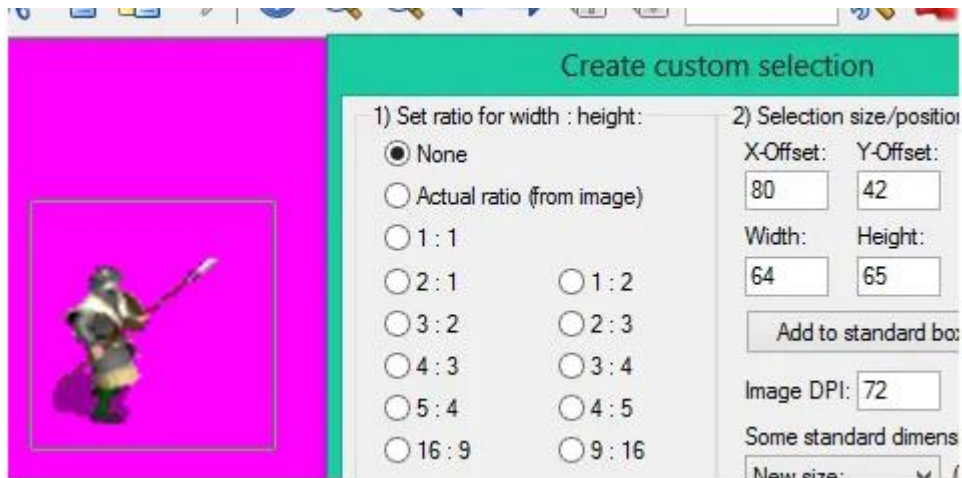 Create custom selection
1) Set ratio for width : height:
None
Actual ratio (from image)
1 : 1
2 : 1
1 : 2
3 : 2
2 : 3
4 : 3
3 : 4
5 : 4
4 : 5
16 : 9
9 : 16
2) Selection size/position
X-Offset: Y-Offset:
80 42
Width: Height:
64 65
Add to standard
Image DPI: 72
Some standard
New size: